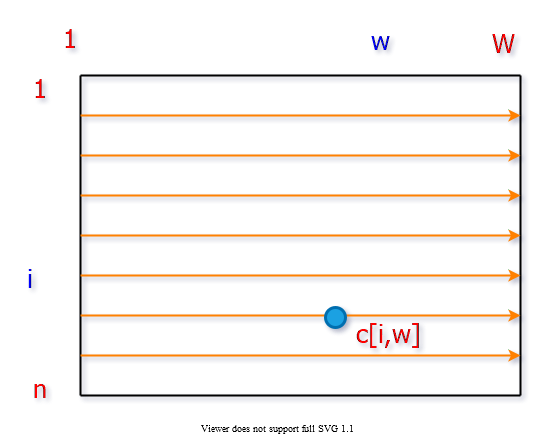 1
w
W
1
i
c[i,w]
n
Viewer does not support full SVG 1.1